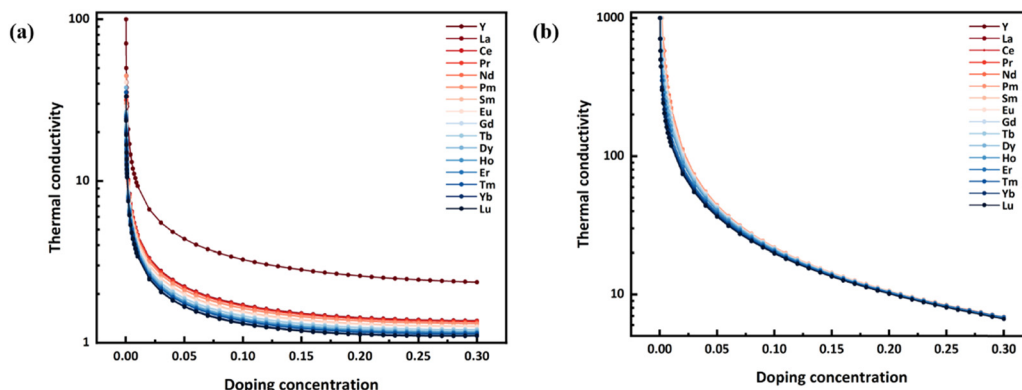 (a)
Thermal conductivity
100
10
1
0.00 0.05 0.10 0.15 0.20 0.25 0.30
Doping concentration
Y
La
Ce
Pr
Nd
Pm
Sm
Eu
Gd
Tb
Dy
Ho
Er
Tm
Yb
Lu
(b)
Thermal conductivity
1000
100
10
0.00 0.05 0.10 0.15 0.20 0.25 0.30
Doping concentration
Y
La
Ce
Pr
Nd
Pm
Sm
Eu
Gd
Tb
Dy
Ho
Er
Tm
Yb
Lu